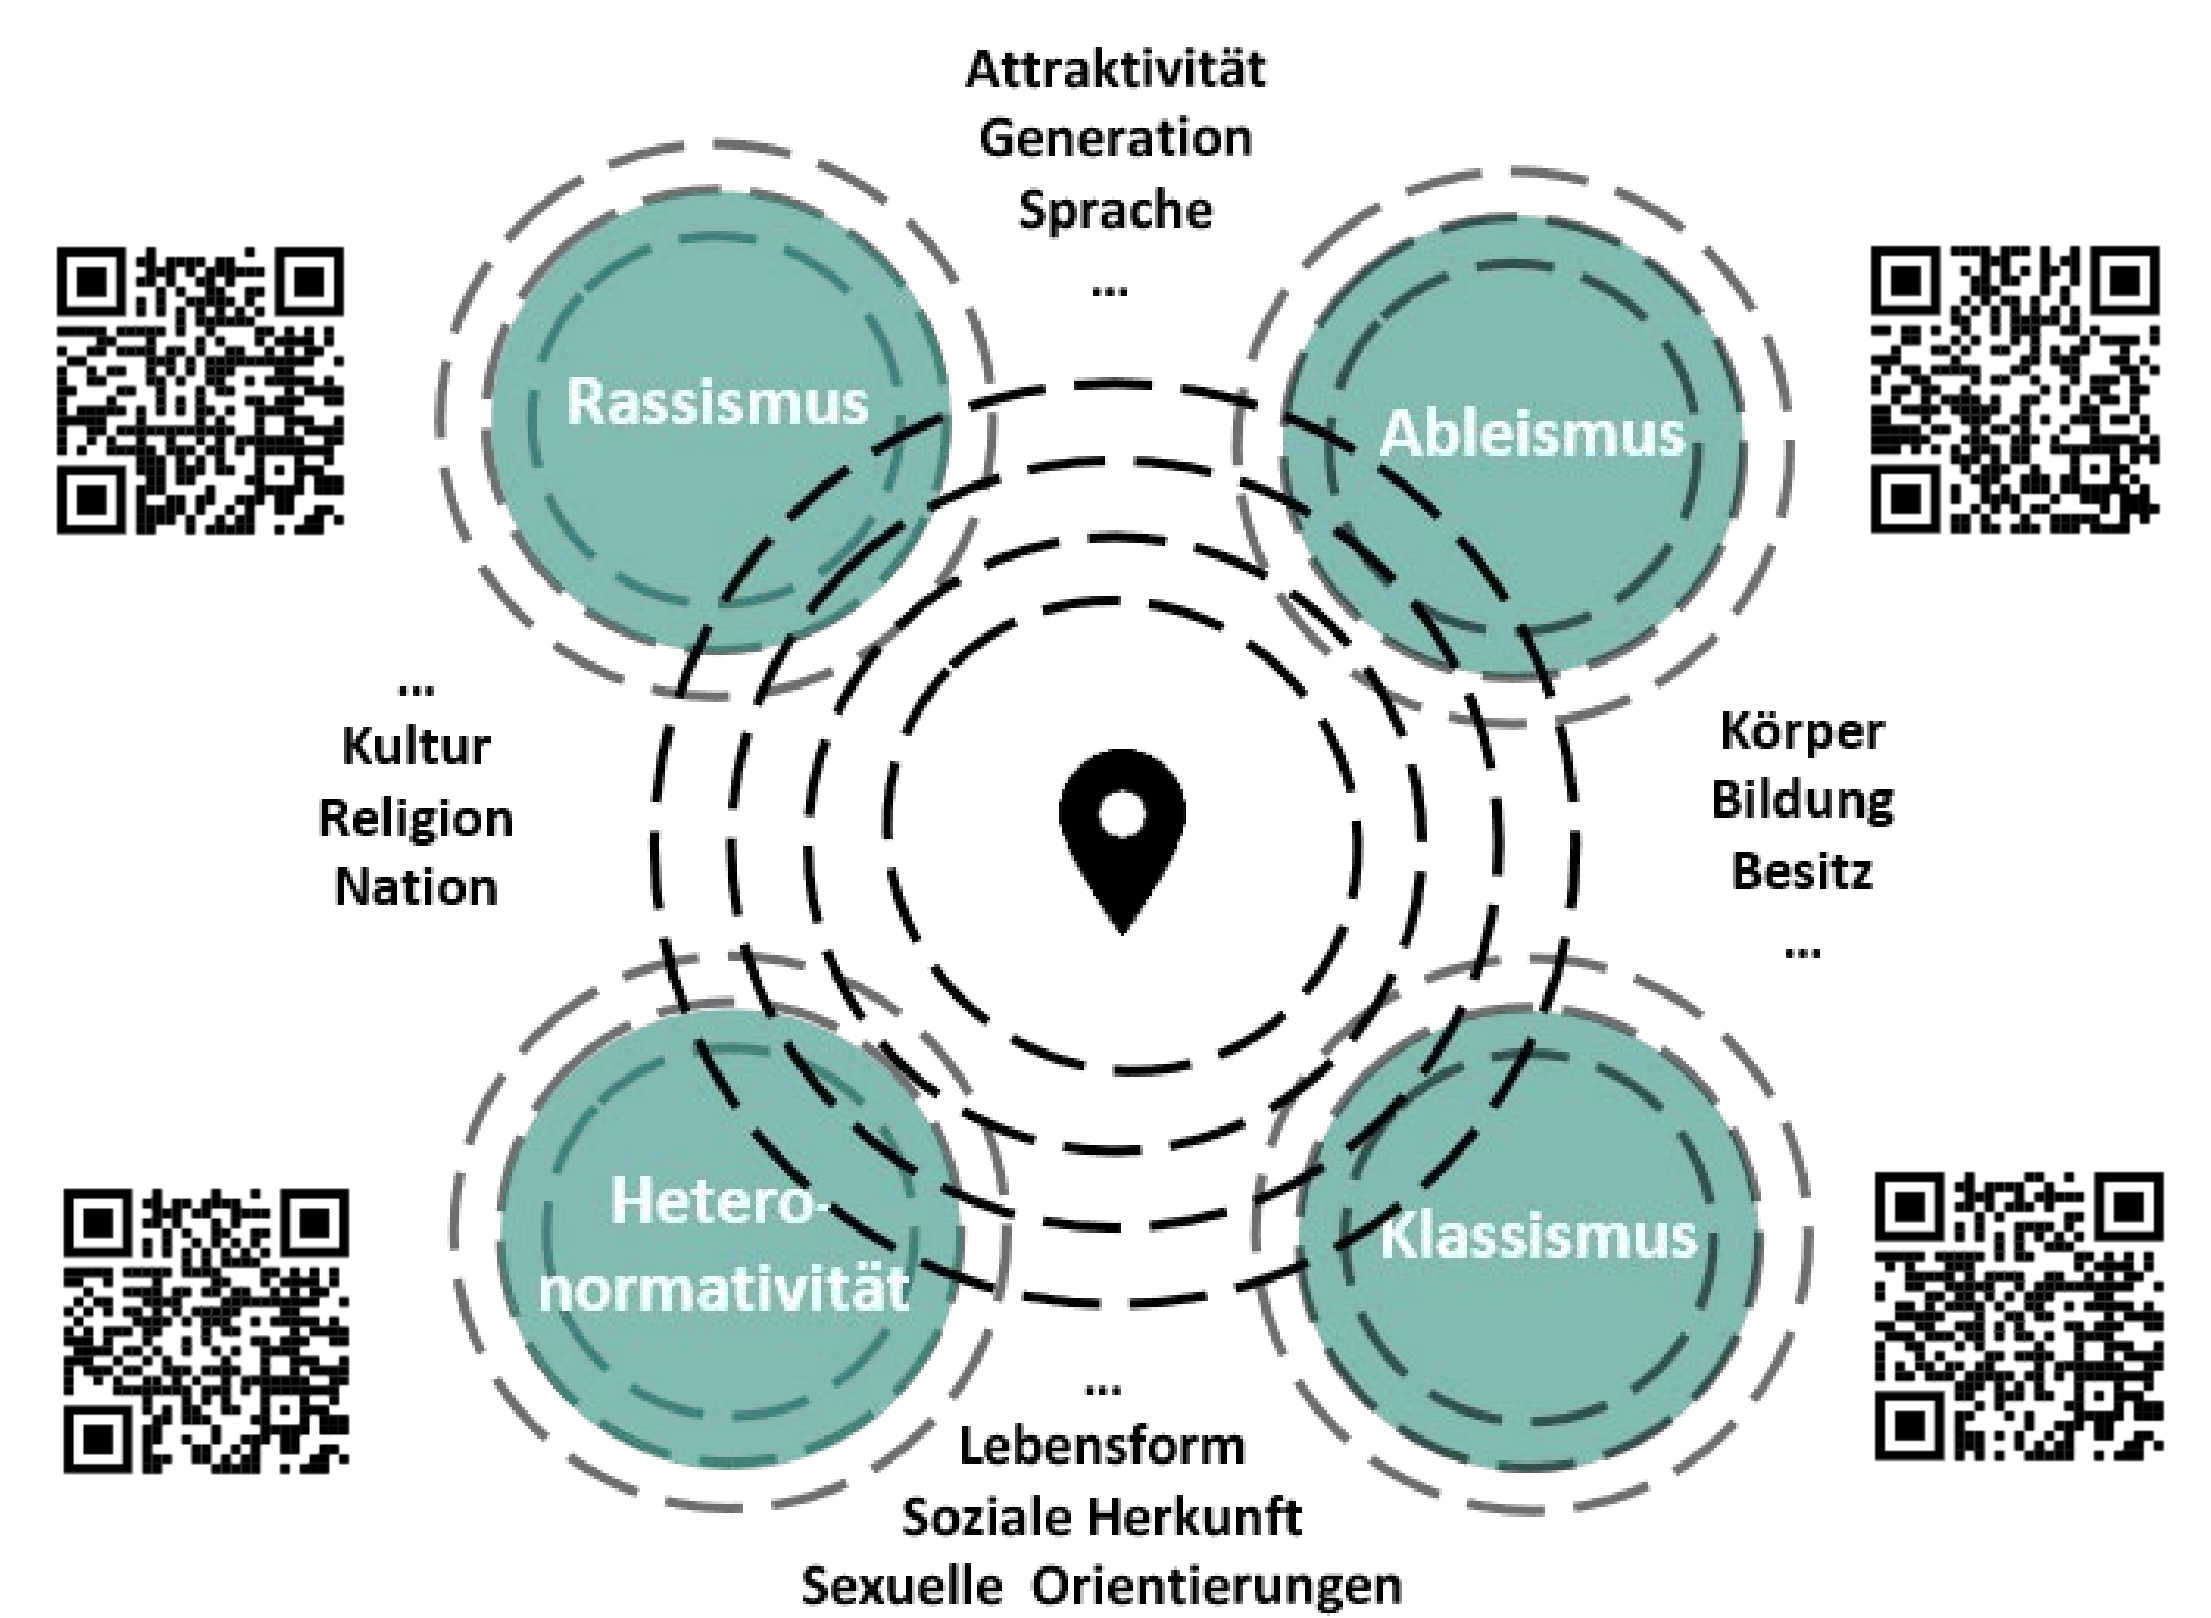 Attraktivität
Generation
Sprache
...
Rassismus
Ableismus
...
Kultur
Religion
Nation
Körper
Bildung
Besitz
...
Hetero-
normativität
Klassismus
...
Lebensform
Soziale Herkunft
Sexuelle Orientierungen